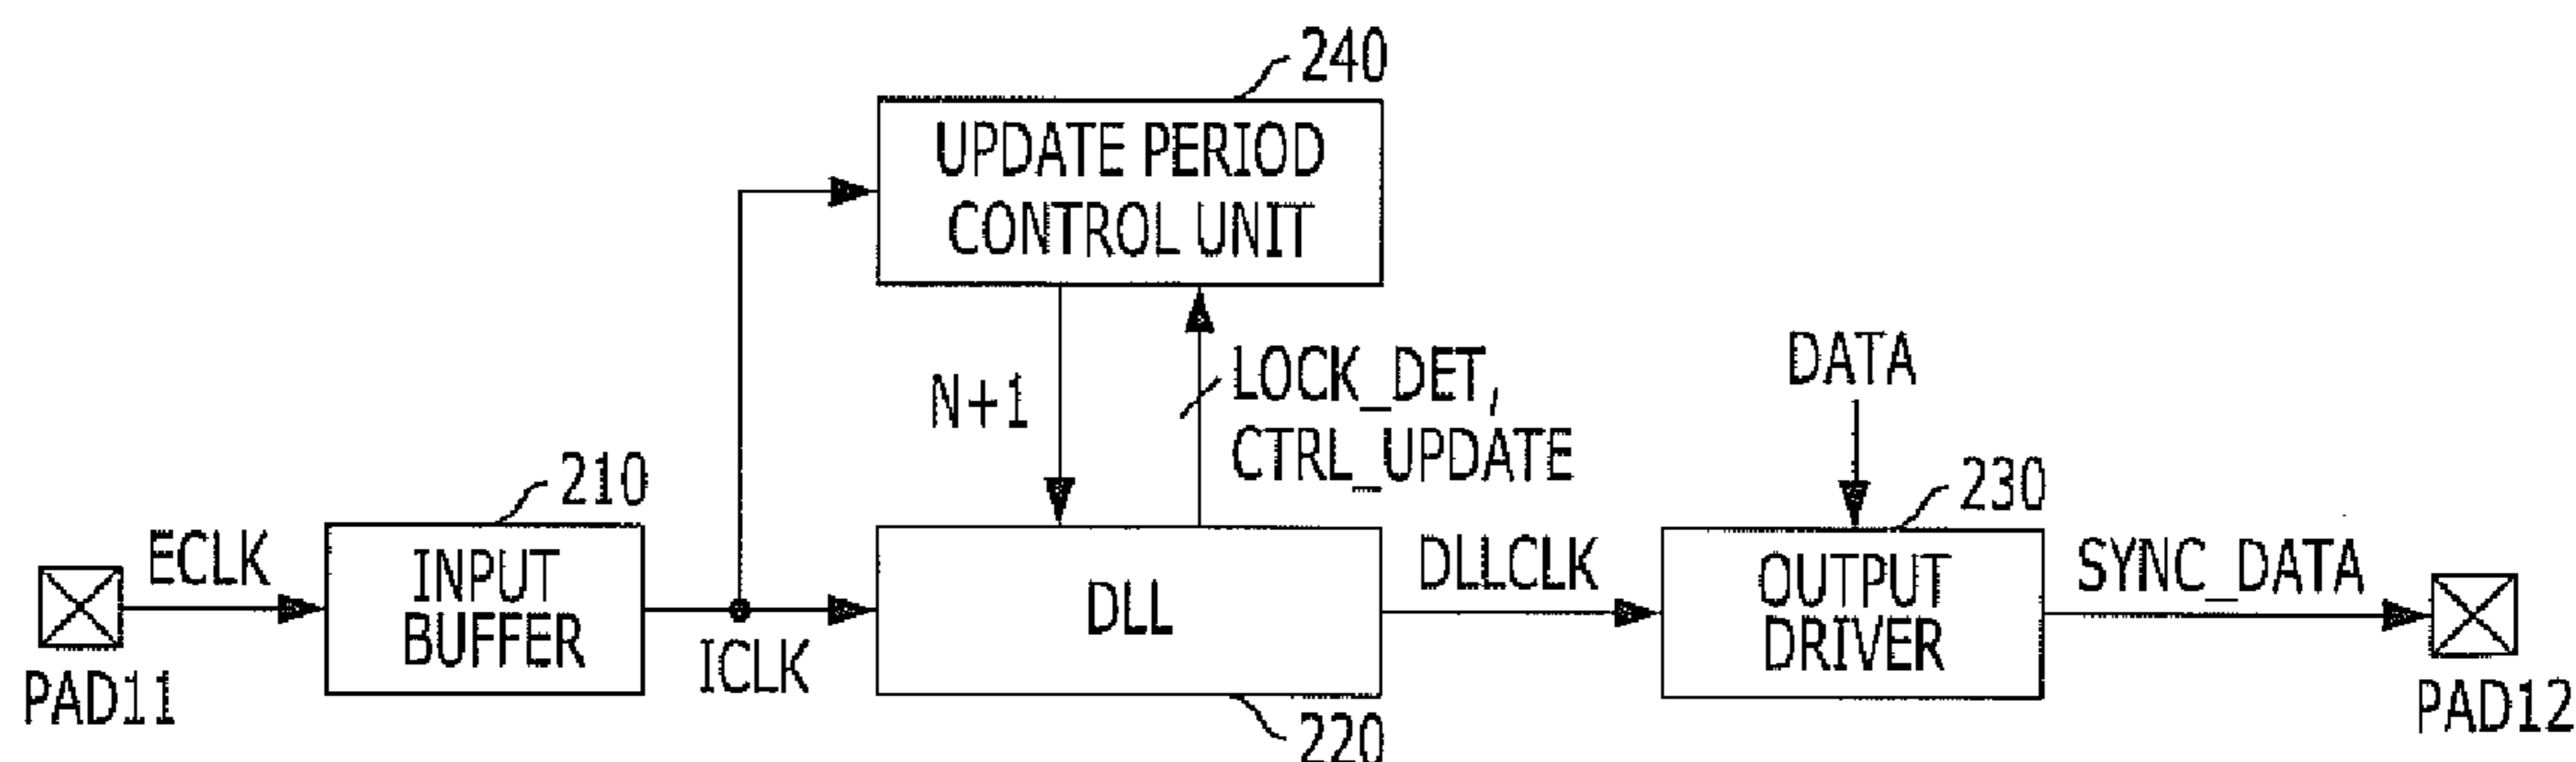 240
UPDATE PERIOD
CONTROL UNIT
N+1
LOCK_DET,
CTRL_UPDATE
DATA
210
230
ECLK
INPUT
BUFFER
ICLK
DLL
DLLCLK
OUTPUT
DRIVER
SYNC_DATA
PAD11
220
PAD12